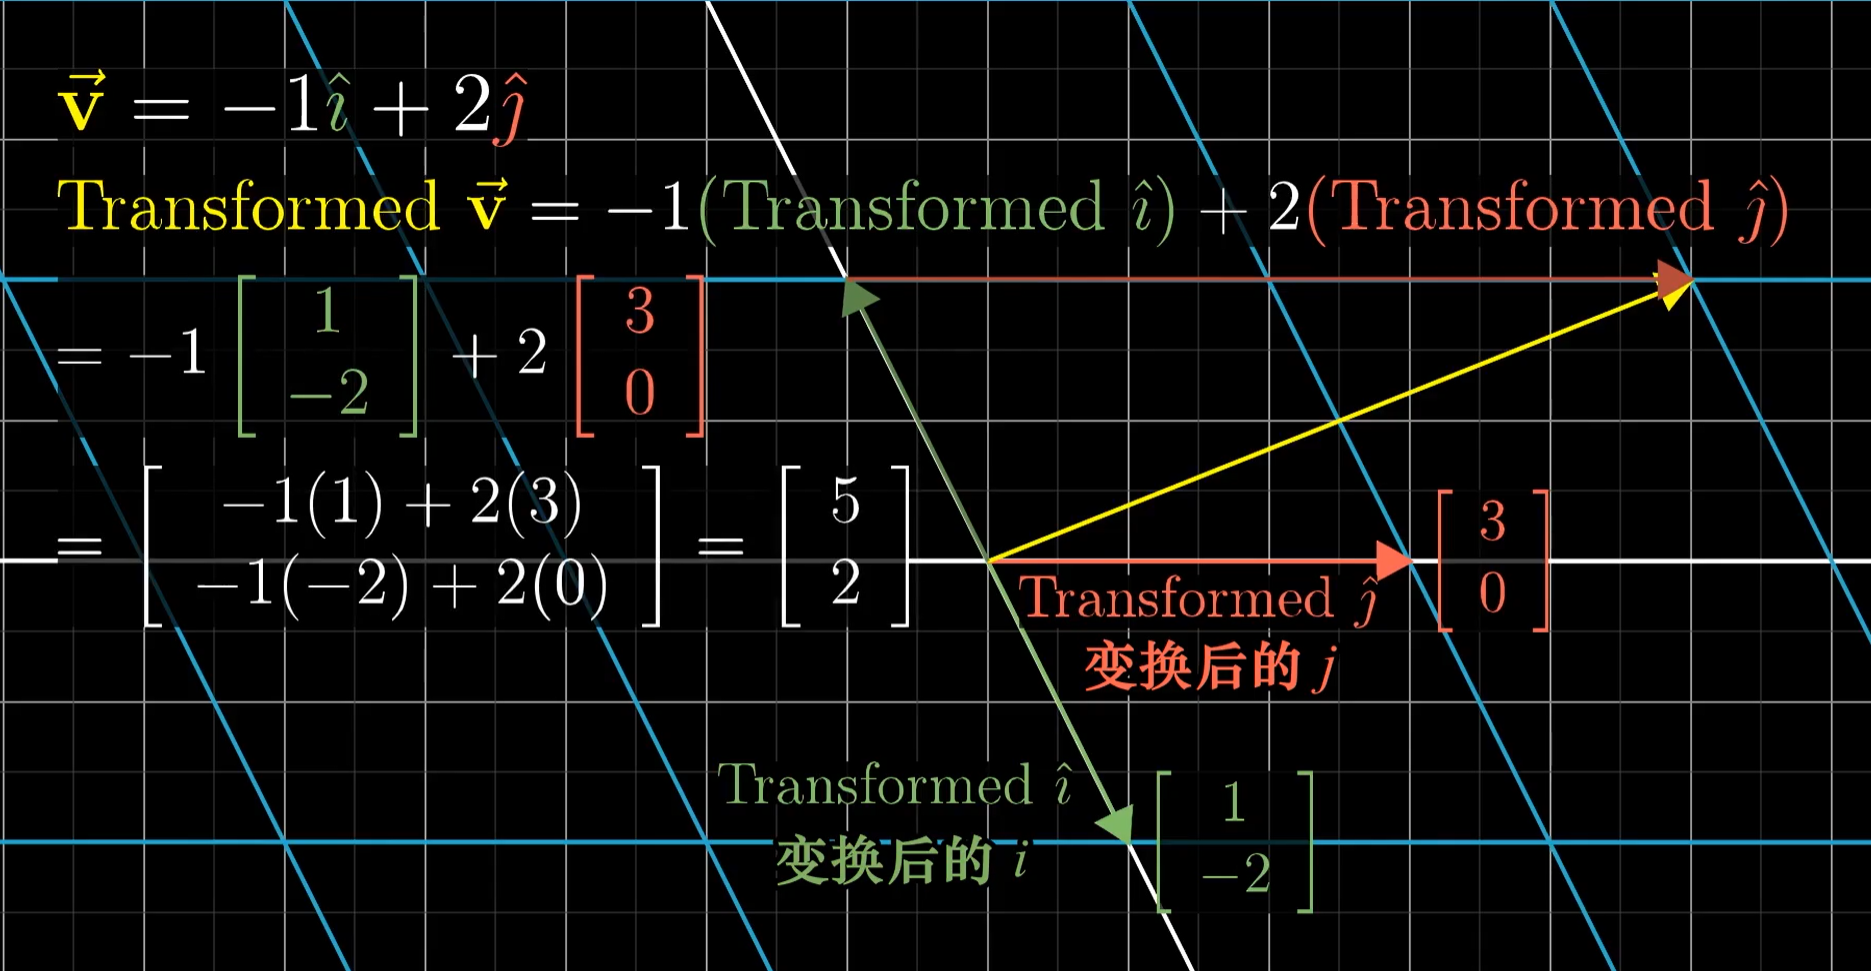 $\vec{\mathbf{v}} = -1\hat{\imath} + 2\hat{\jmath}$
Transformed $\vec{\mathbf{v}} = -1$(Transformed $\hat{\imath}$) $+ 2$(Transformed $\hat{\jmath}$)
$= -1 \begin{bmatrix} 1 \\ -2 \end{bmatrix} + 2 \begin{bmatrix} 3 \\ 0 \end{bmatrix}$
$= \begin{bmatrix} -1(1) + 2(3) \\ -1(-2) + 2(0) \end{bmatrix} = \begin{bmatrix} 5 \\ 2 \end{bmatrix}$
Transformed $\hat{\jmath}$ $\begin{bmatrix} 3 \\ 0 \end{bmatrix}$
变换后的 j
Transformed $\hat{\imath}$ $\begin{bmatrix} 1 \\ -2 \end{bmatrix}$
变换后的 i